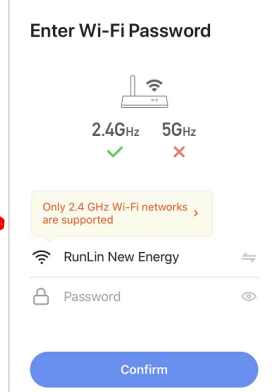 Enter Wi-Fi Password
2.4GHz 5GHz
Only 2.4 GHz Wi-Fi networks
are supported
RunLin New Energy
Password
Confirm